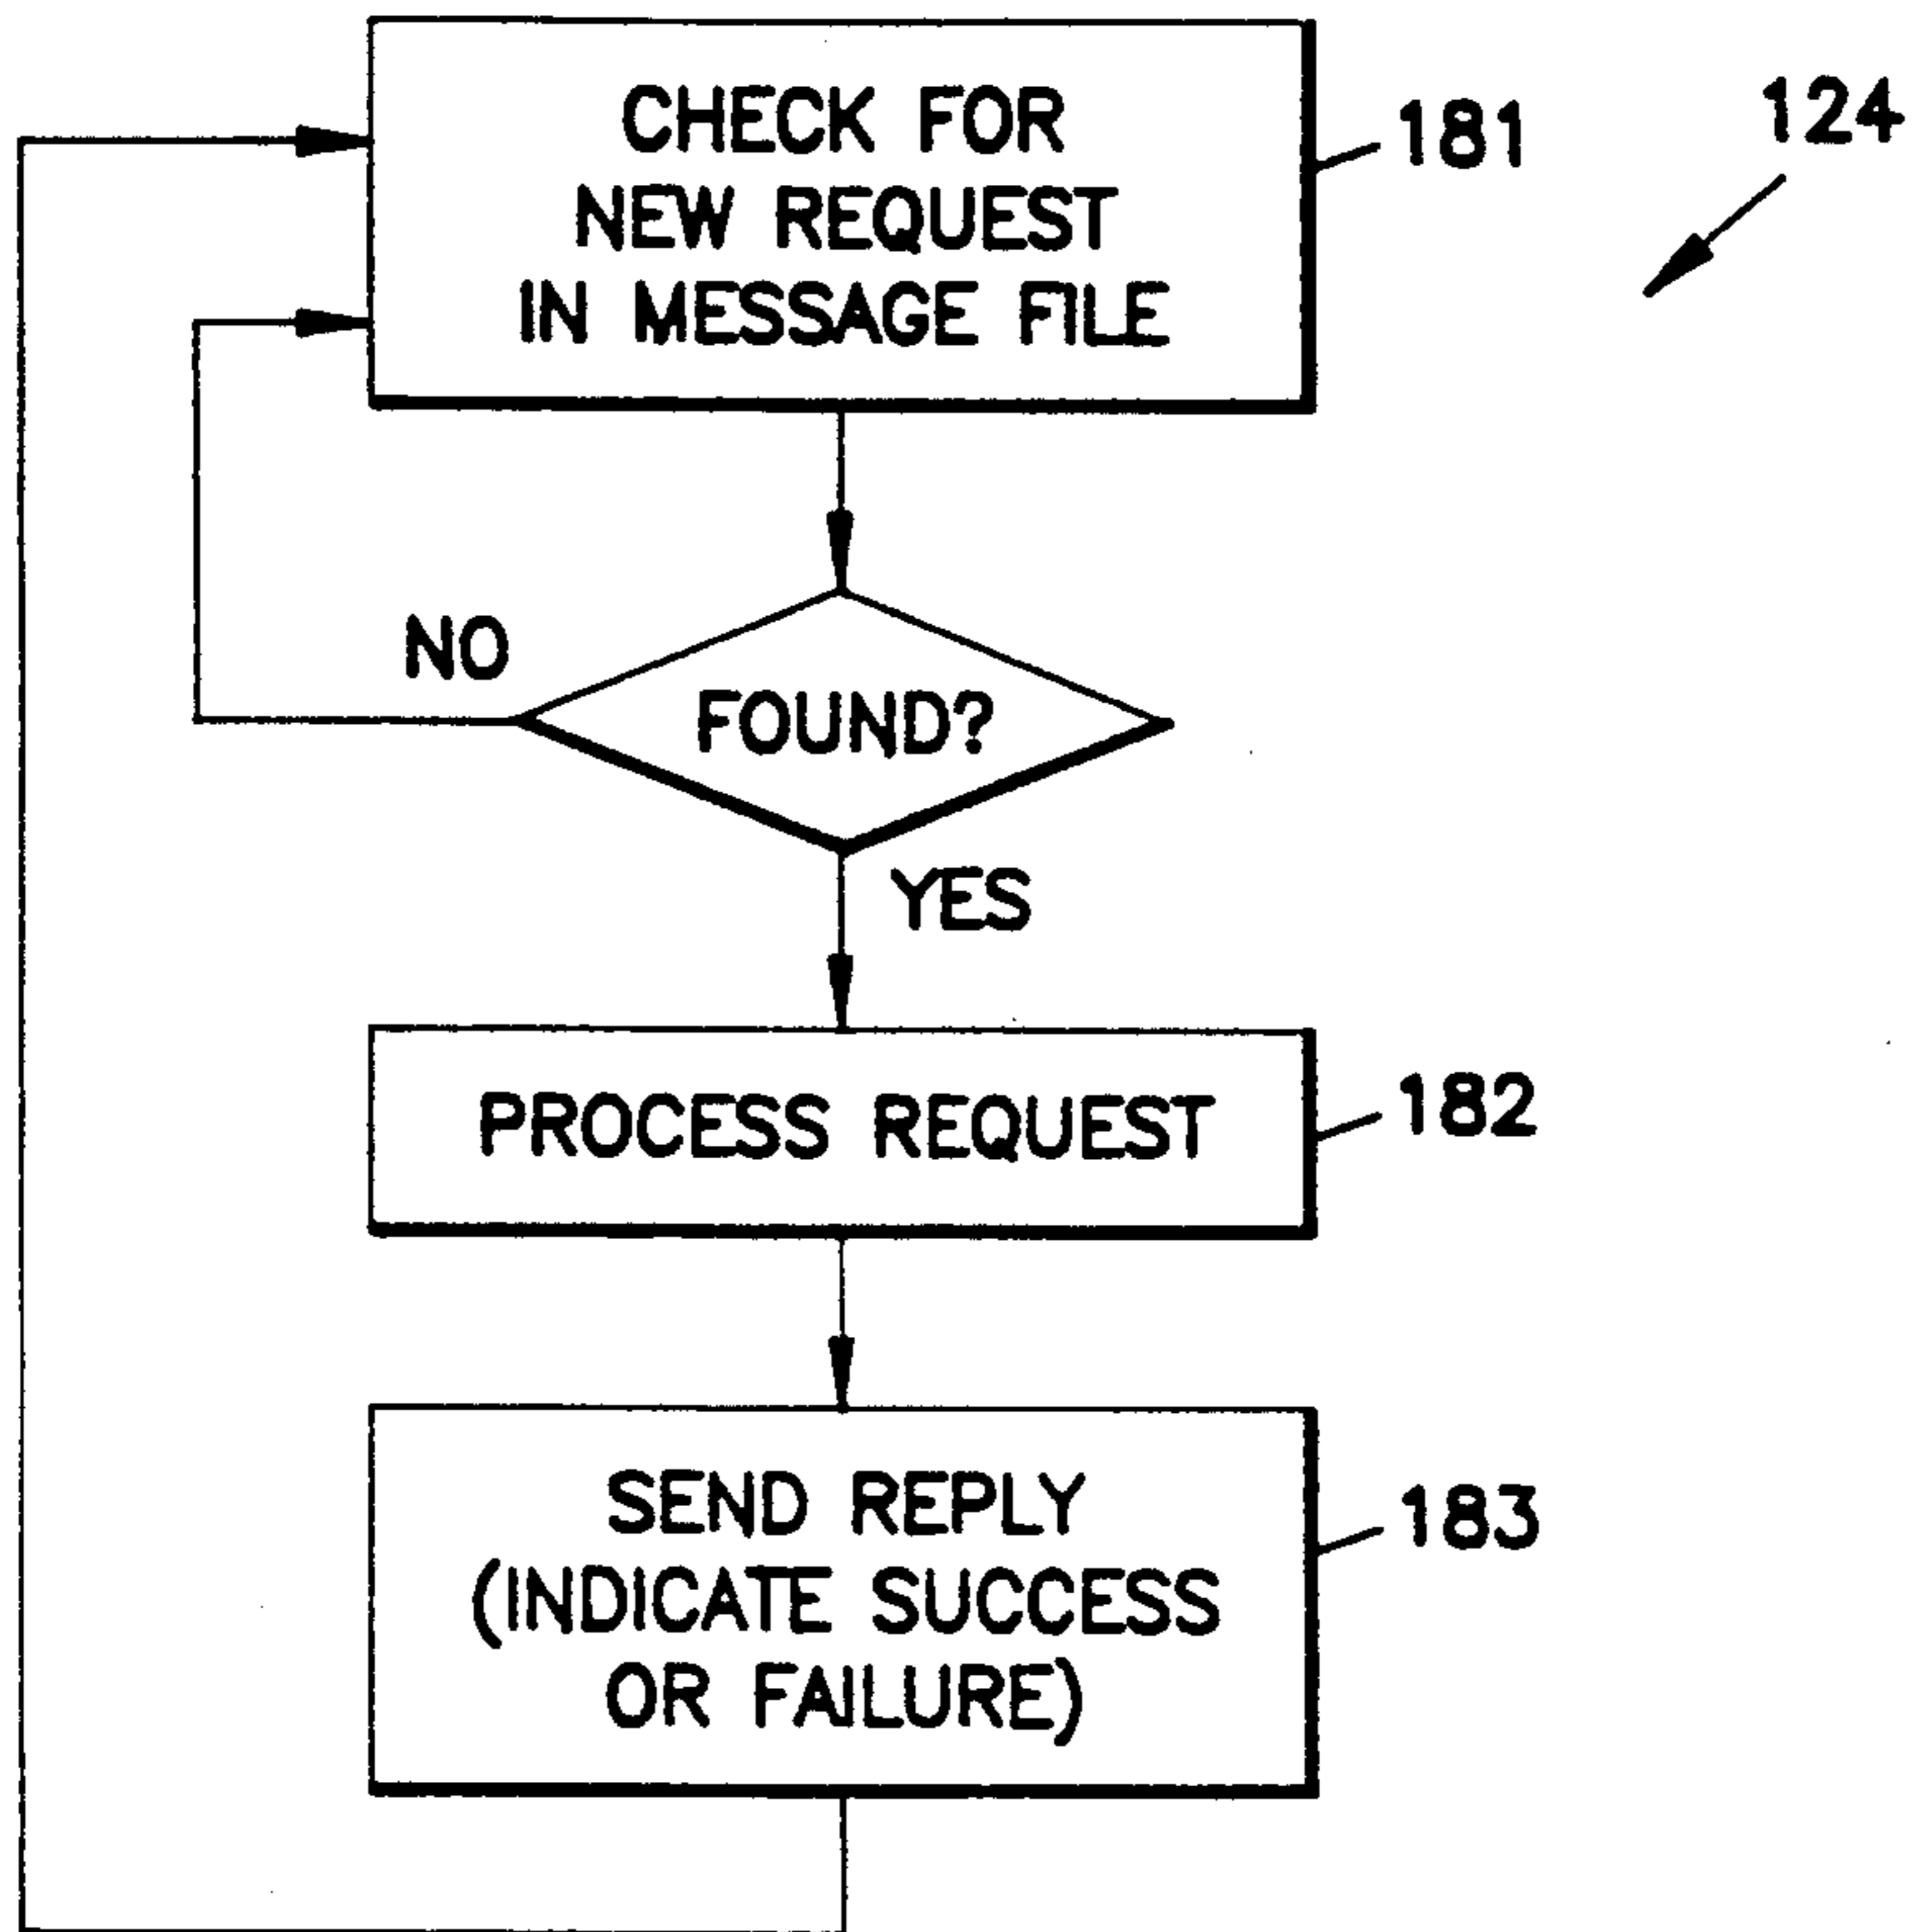 CHECK FOR
NEW REQUEST
IN MESSAGE FILE
181
124
NO
FOUND?
YES
PROCESS REQUEST
182
SEND REPLY
(INDICATE SUCCESS
OR FAILURE)
183